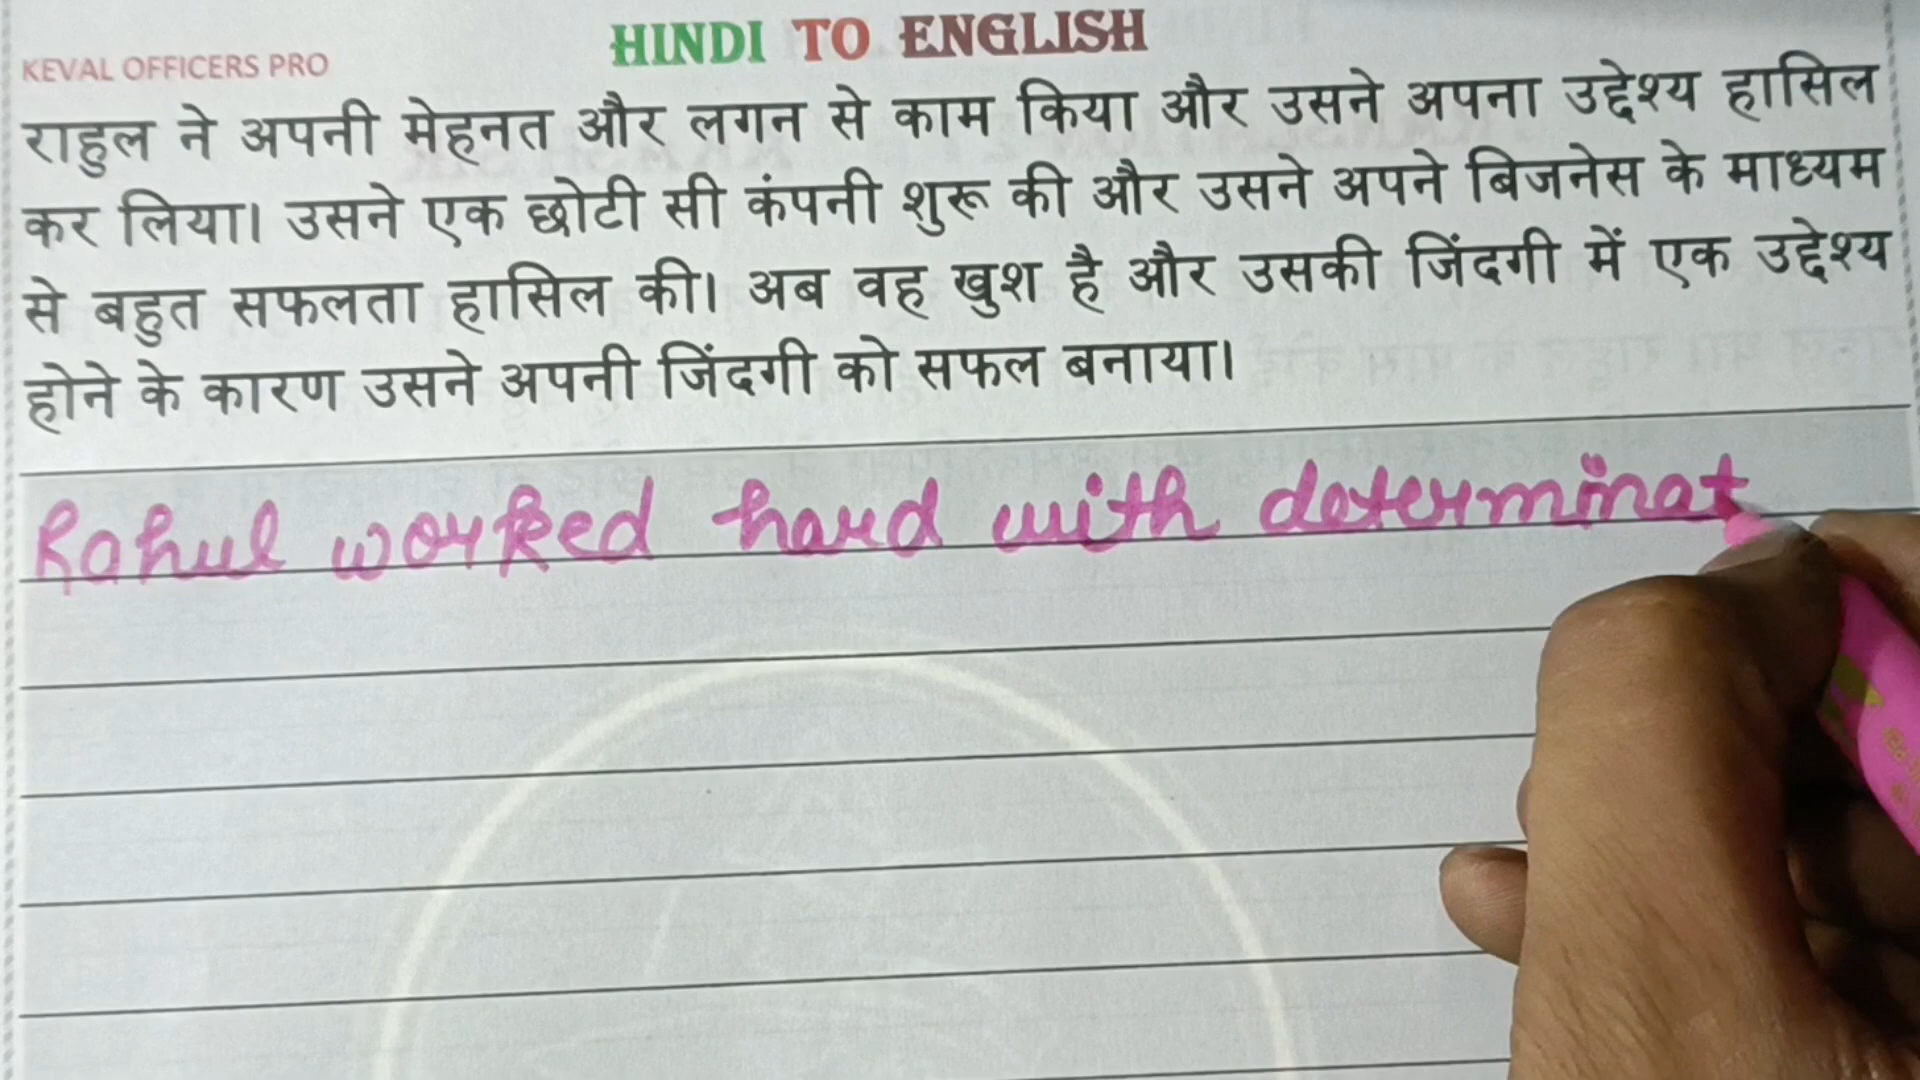 HINDI TO ENGLISH
KEVAL OFFICERS PRO
राहुल ने अपनी मेहनत और लगन से काम किया और उसने अपना उद्देश्य हासिल
कर लिया। उसने एक छोटी सी कंपनी शुरू की और उसने अपने बिजनेस के माध्यम
से बहुत सफलता हासिल की। अब वह खुश है और उसकी जिंदगी में एक उद्देश्य
होने के कारण उसने अपनी जिंदगी को सफल बनाया।
Rahul worked hard with determinat